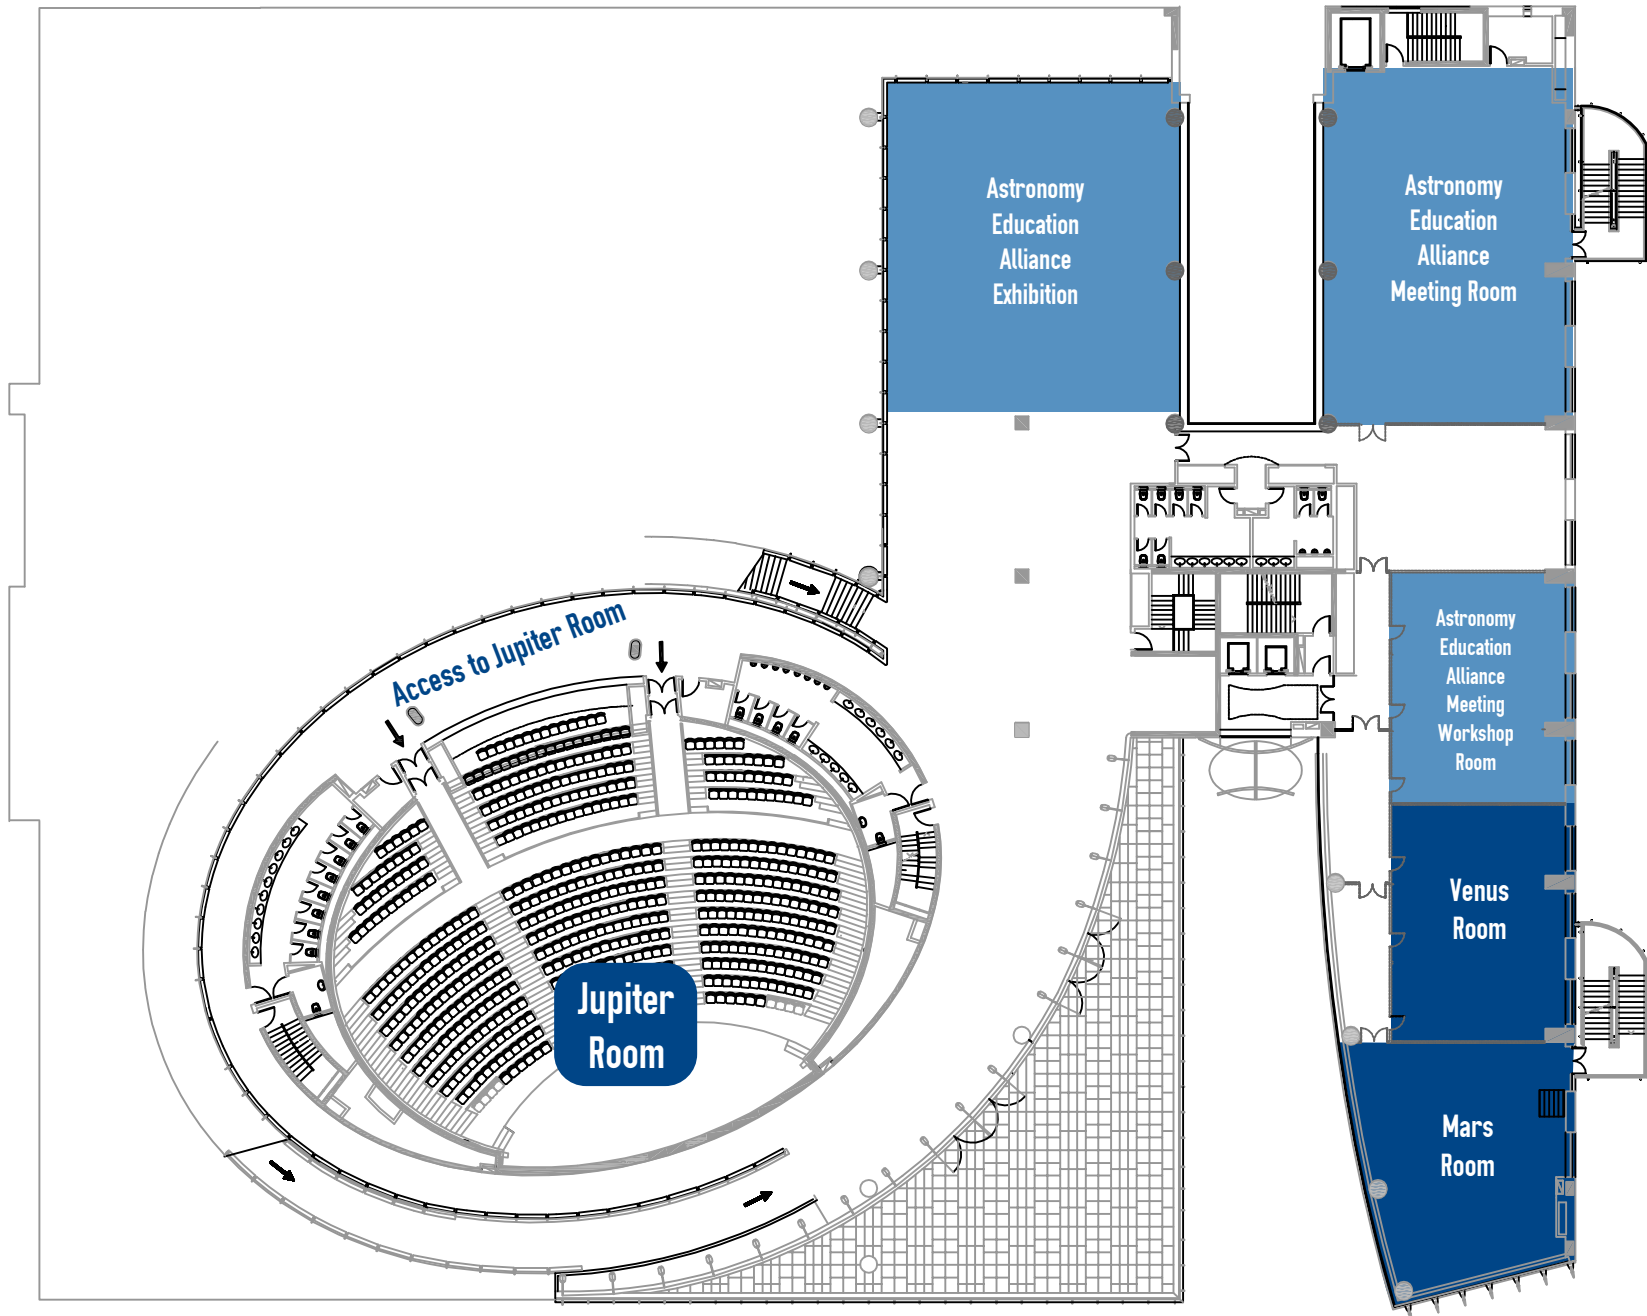 Astronomy
Education
Alliance
Exhibition
Astronomy
Education
Alliance
Meeting Room
Access to Jupiter Room
Astronomy
Education
Alliance
Meeting
Workshop
Room
Venus
Room
Jupiter
Room
Mars
Room